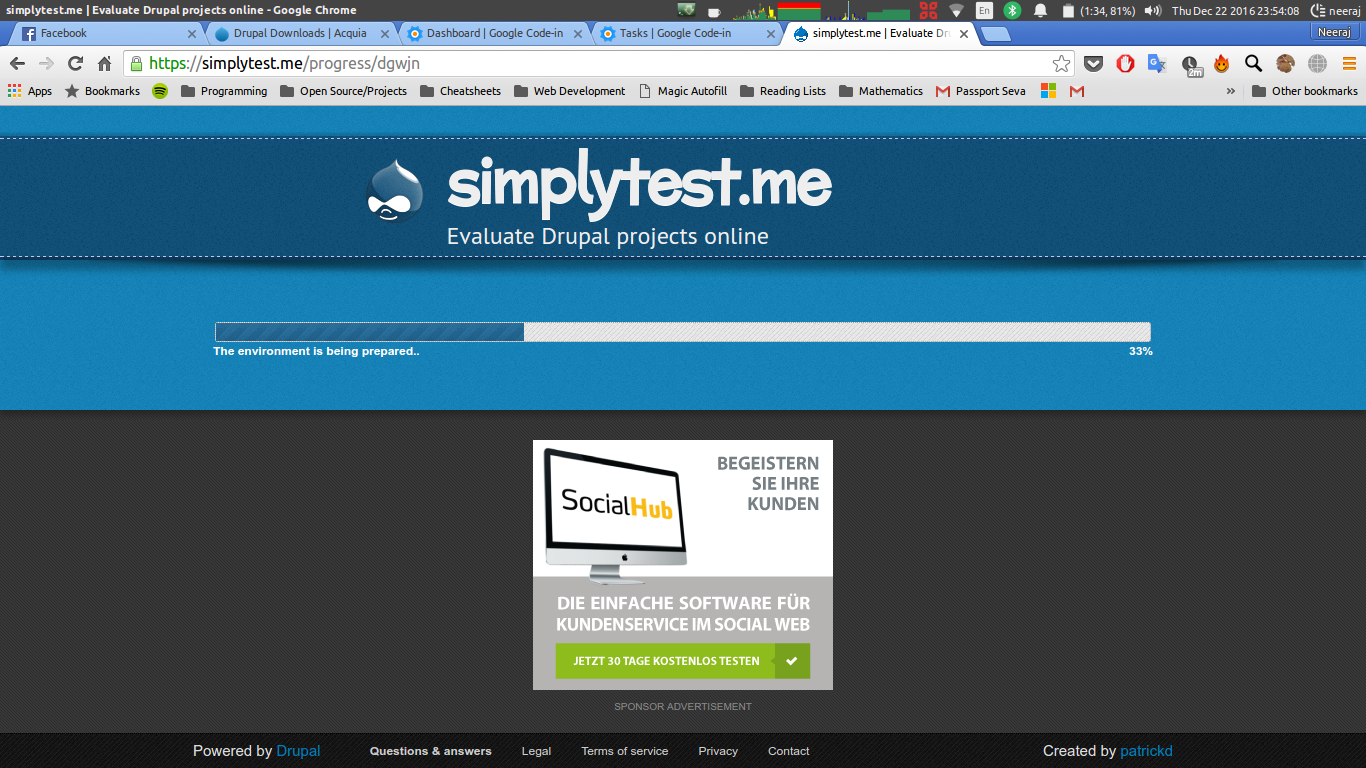 simplytest.me | Evaluate Drupal projects online - Google Chrome
En
(1:34, 81%)
Thu Dec 22 2016 23:54:08
neeraj
Facebook
Drupal Downloads | Acquia
Dashboard | Google Code-in
Tasks | Google Code-in
simplytest.me | Evaluate Dr
Neeraj
https://simplytest.me/progress/dgwjn
2m
Apps
Bookmarks
Programming
Open Source/Projects
Cheatsheets
Web Development
Magic Autofill
Reading Lists
Mathematics
Passport Seva
»
Other bookmarks
simplytest.me
Evaluate Drupal projects online
The environment is being prepared..
33%
SocialHub
BEGEISTERN
SIE IHRE
KUNDEN
DIE EINFACHE SOFTWARE FÜR
KUNDENSERVICE IM SOCIAL WEB
JETZT 30 TAGE KOSTENLOS TESTEN
SPONSOR ADVERTISEMENT
Powered by Drupal
Questions & answers
Legal
Terms of service
Privacy
Contact
Created by patrickd